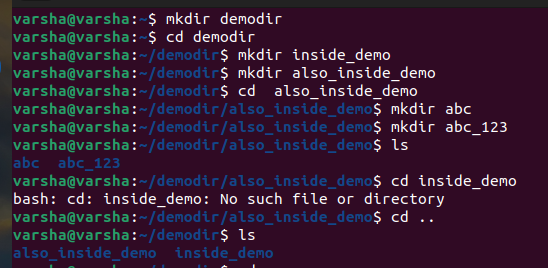 varsha@varsha:~$ mkdir demodir
varsha@varsha:~$ cd demodir
varsha@varsha:~/demodir$ mkdir inside_demo
varsha@varsha:~/demodir$ mkdir also_inside_demo
varsha@varsha:~/demodir$ cd  also_inside_demo
varsha@varsha:~/demodir/also_inside_demo$ mkdir abc
varsha@varsha:~/demodir/also_inside_demo$ mkdir abc_123
varsha@varsha:~/demodir/also_inside_demo$ ls
abc  abc_123
varsha@varsha:~/demodir/also_inside_demo$ cd inside_demo
bash: cd: inside_demo: No such file or directory
varsha@varsha:~/demodir/also_inside_demo$ cd ..
varsha@varsha:~/demodir$ ls
also_inside_demo  inside_demo